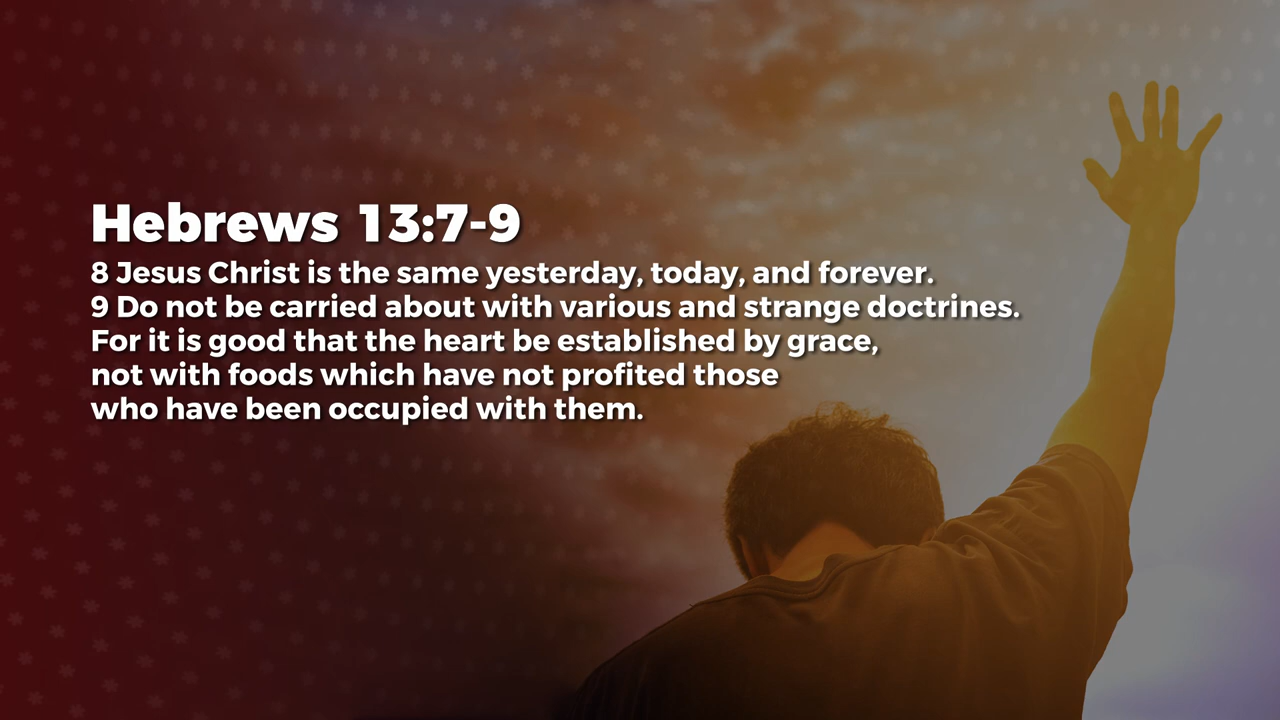 Hebrews 13:7-9
8 Jesus Christ is the same yesterday, today, and forever.
9 Do not be carried about with various and strange doctrines.
For it is good that the heart be established by grace,
not with foods which have not profited those
who have been occupied with them.